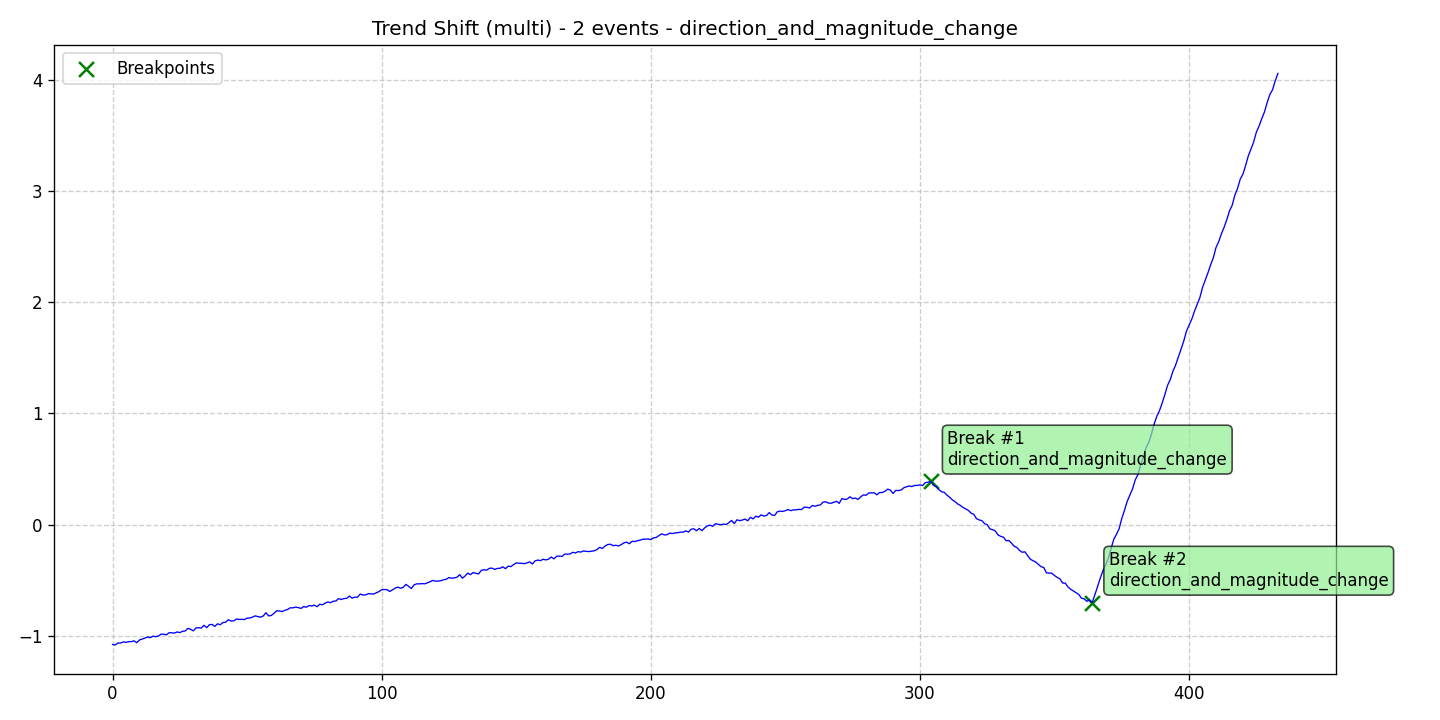 Trend Shift (multi) - 2 events - direction_and_magnitude_change
Breakpoints
4
3
2
1
0
−1
Break #1
direction_and_magnitude_change
Break #2
direction_and_magnitude_change
0
100
200
300
400